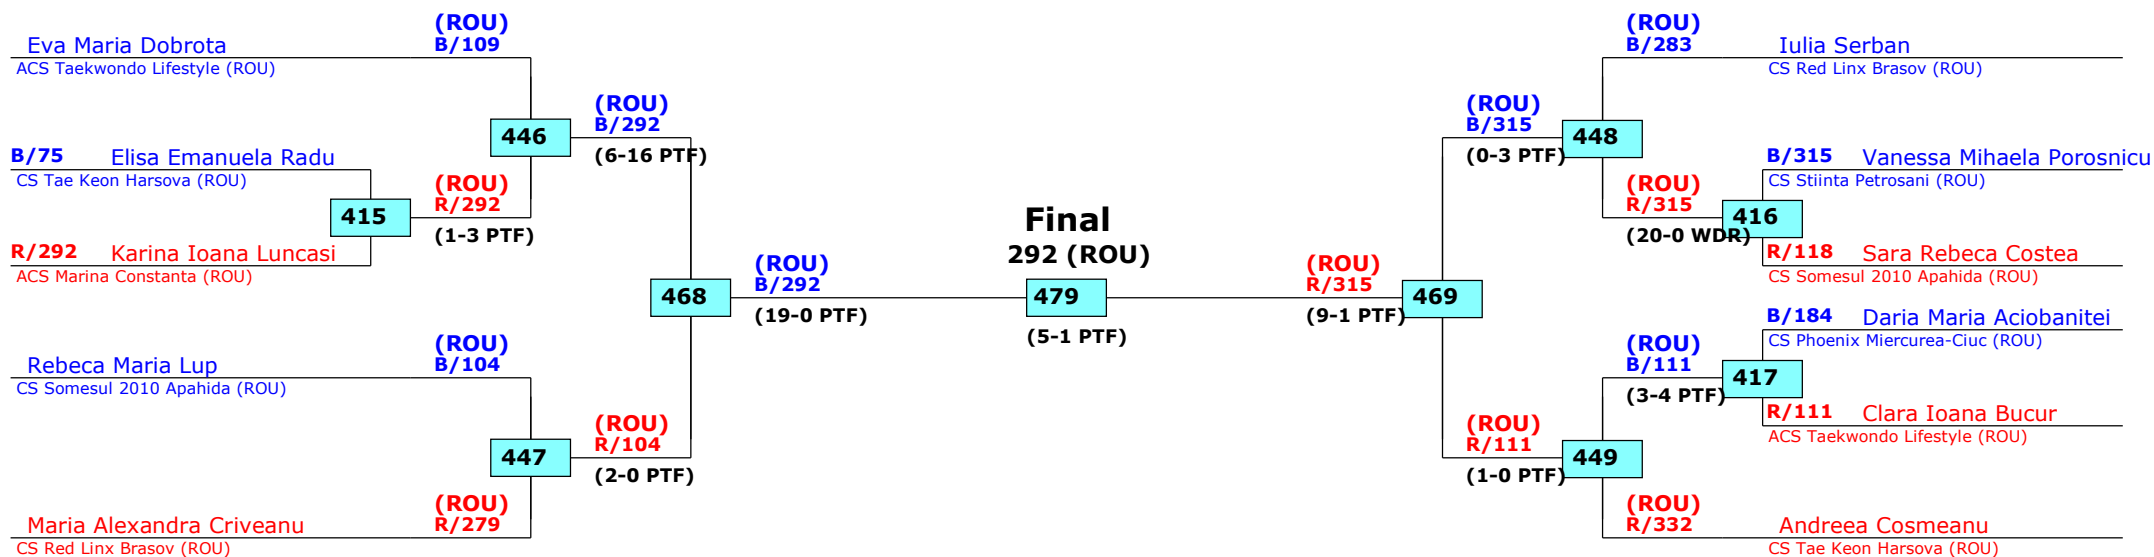 (ROU)
Eva Maria Dobrota B/109
ACS Taekwondo Lifestyle (ROU)
(ROU)
446 B/292
(6-16 PTF)
B/75 Elisa Emanuela Radu
CS Tae Keon Harsova (ROU)
(ROU)
415 R/292
(1-3 PTF)
R/292 Karina Ioana Luncasi
ACS Marina Constanta (ROU)
(ROU)
468 B/292
(19-0 PTF)
(ROU)
Rebeca Maria Lup B/104
CS Somesul 2010 Apahida (ROU)
(ROU)
447 R/104
(2-0 PTF)
(ROU)
Maria Alexandra Criveanu R/279
CS Red Linx Brasov (ROU)
Final
292 (ROU)
479
(5-1 PTF)
(ROU)
B/283 Iulia Serban
CS Red Linx Brasov (ROU)
(ROU)
B/315 448
(0-3 PTF)
B/315 Vanessa Mihaela Porosnicu
CS Stiinta Petrosani (ROU)
(ROU)
R/315 416
(20-0 WDR)
R/118 Sara Rebeca Costea
CS Somesul 2010 Apahida (ROU)
(ROU)
R/315 469
(9-1 PTF)
B/184 Daria Maria Aciobanitei
CS Phoenix Miercurea-Ciuc (ROU)
(ROU)
B/111 417
(3-4 PTF)
R/111 Clara Ioana Bucur
ACS Taekwondo Lifestyle (ROU)
(ROU)
R/111 449
(1-0 PTF)
(ROU)
R/332 Andreea Cosmeanu
CS Tae Keon Harsova (ROU)